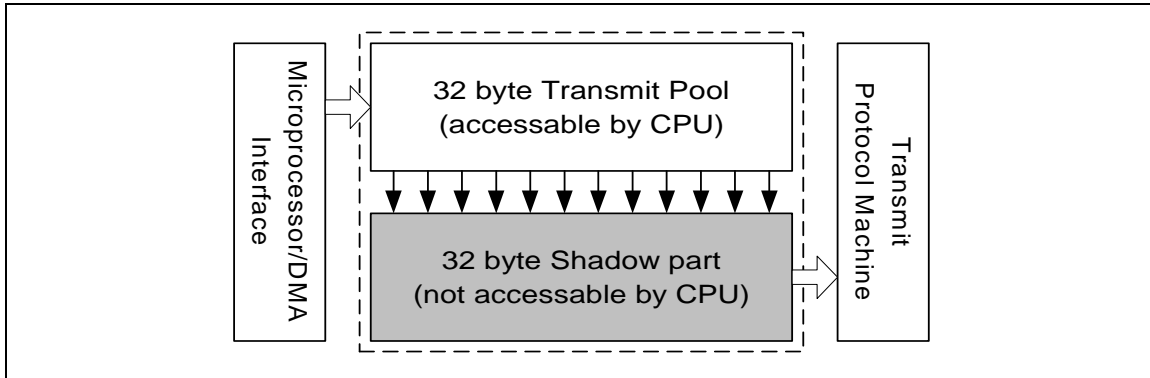 Microprocessor/DMA
Interface
32 byte Transmit Pool
(accessable by CPU)
32 byte Shadow part
(not accessable by CPU)
Transmit
Protocol Machine